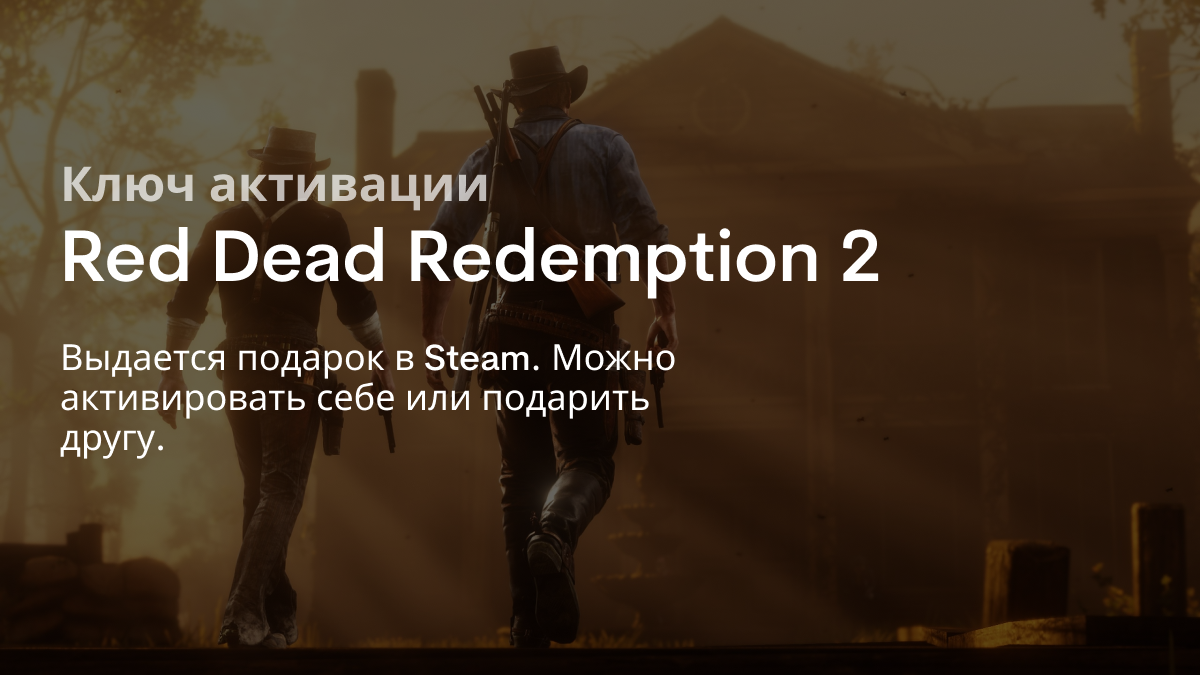 Ключ активации
Red Dead Redemption 2
Выдается подарок в Steam. Можно
активировать себе или подарить
другу.